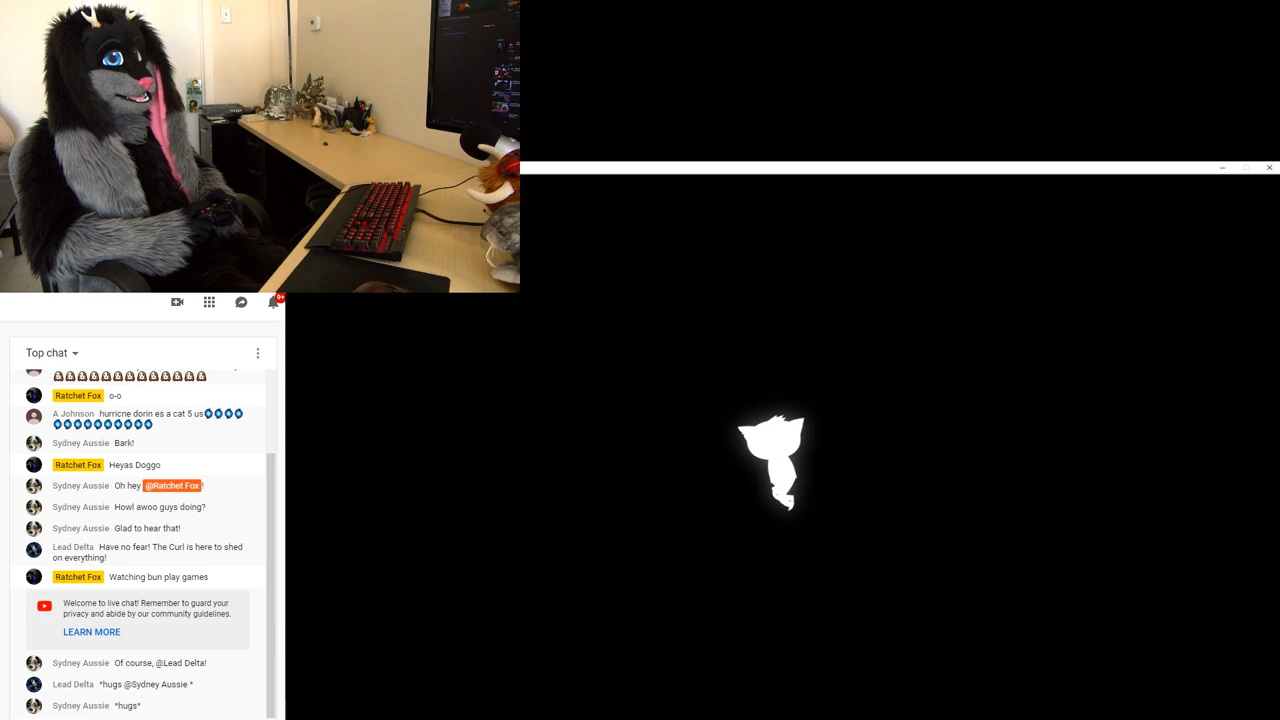 9+
Top chat
Ratchet Fox o-o
A Johnson hurricne dorin es a cat 5 us
Sydney Aussie Bark!
Ratchet Fox Heyas Doggo
Sydney Aussie Oh hey @Ratchet Fox!
Sydney Aussie Howl awoo guys doing?
Sydney Aussie Glad to hear that!
Lead Delta Have no fear! The Curl is here to shed
on everything!
Ratchet Fox Watching bun play games
Welcome to live chat! Remember to guard your
privacy and abide by our community guidelines.
LEARN MORE
Sydney Aussie Of course, @Lead Delta!
Lead Delta *hugs @Sydney Aussie *
Sydney Aussie *hugs*